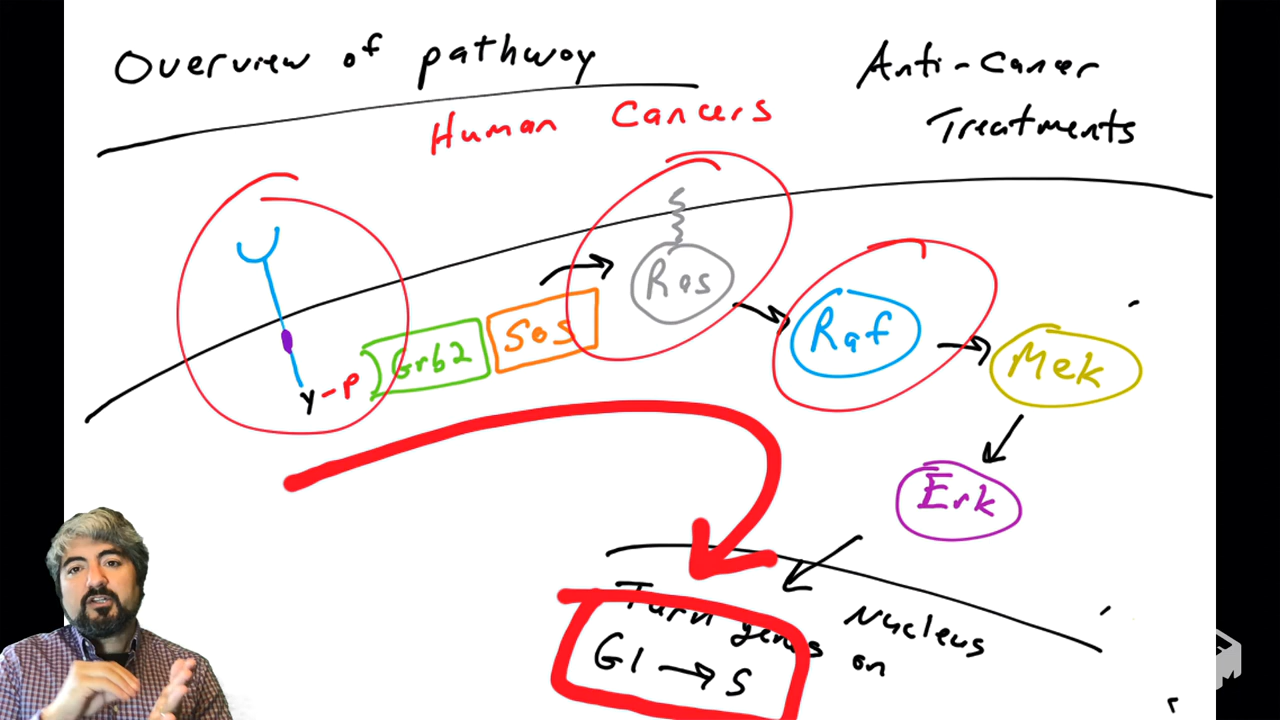 Overview of pathway
Human Cancers
Anti-Cancer
Treatments
Ras
Raf
Mek
Sos
Grb2
Y-P
Erk
Nucleus
Turn genes on
G1 → S